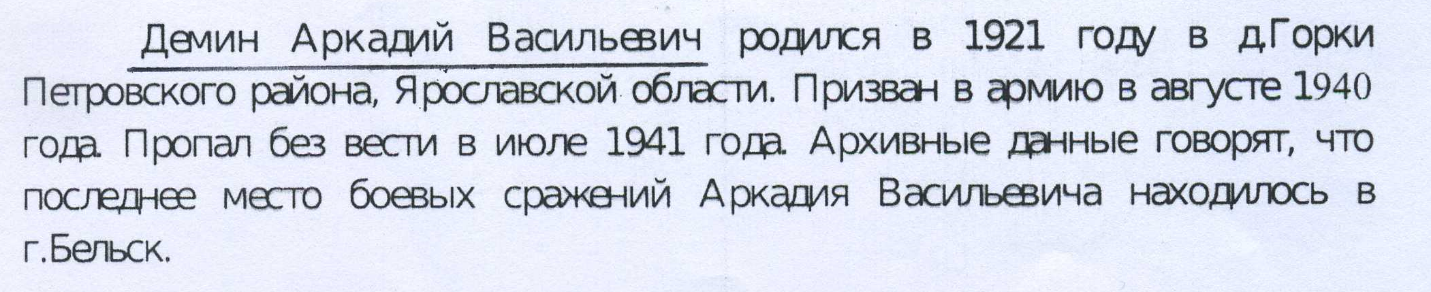 Демин Аркадий Васильевич родился в 1921 году в д.Горки
Петровского района, Ярославской области. Призван в армию в августе 1940
года. Пропал без вести в июле 1941 года. Архивные данные говорят, что
последнее место боевых сражений Аркадия Васильевича находилось в
г.Бельск.